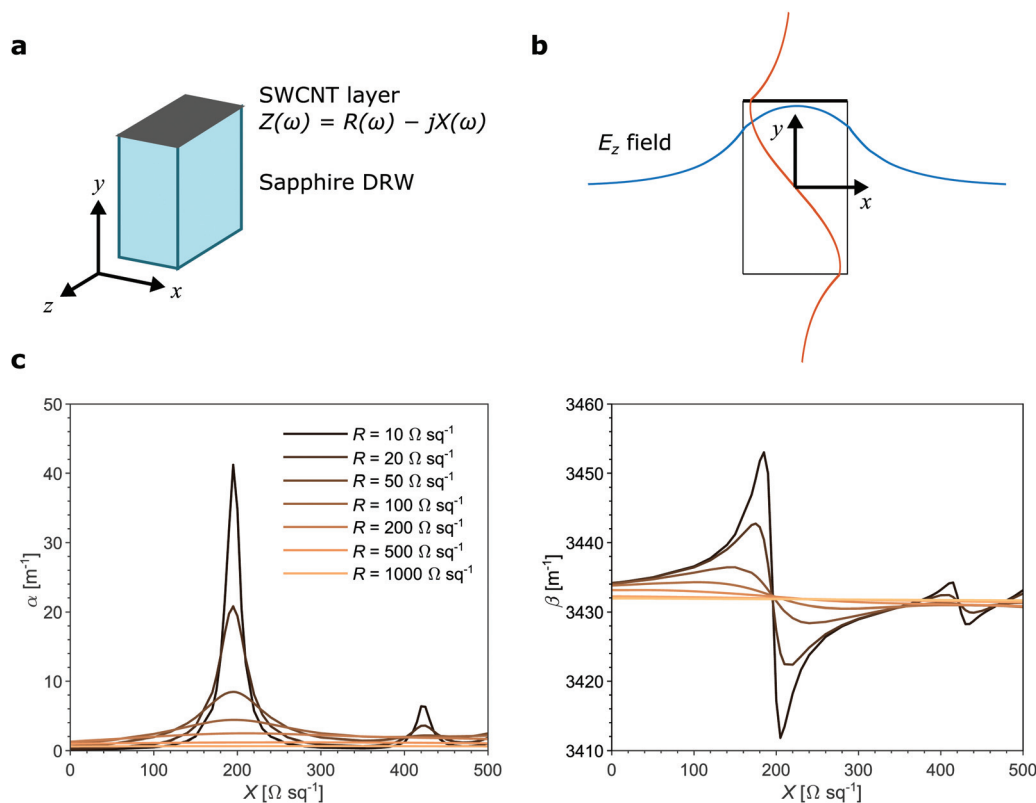 a
SWCNT layer
Z(ω) = R(ω) − jX(ω)
Sapphire DRW
y
x
z
b
E_z field
y
x
c
50
40
30
20
10
0
α [m⁻¹]
R = 10 Ω sq⁻¹
R = 20 Ω sq⁻¹
R = 50 Ω sq⁻¹
R = 100 Ω sq⁻¹
R = 200 Ω sq⁻¹
R = 500 Ω sq⁻¹
R = 1000 Ω sq⁻¹
0 100 200 300 400 500
X [Ω sq⁻¹]
3460
3450
3440
3430
3420
3410
β [m⁻¹]
0 100 200 300 400 500
X [Ω sq⁻¹]